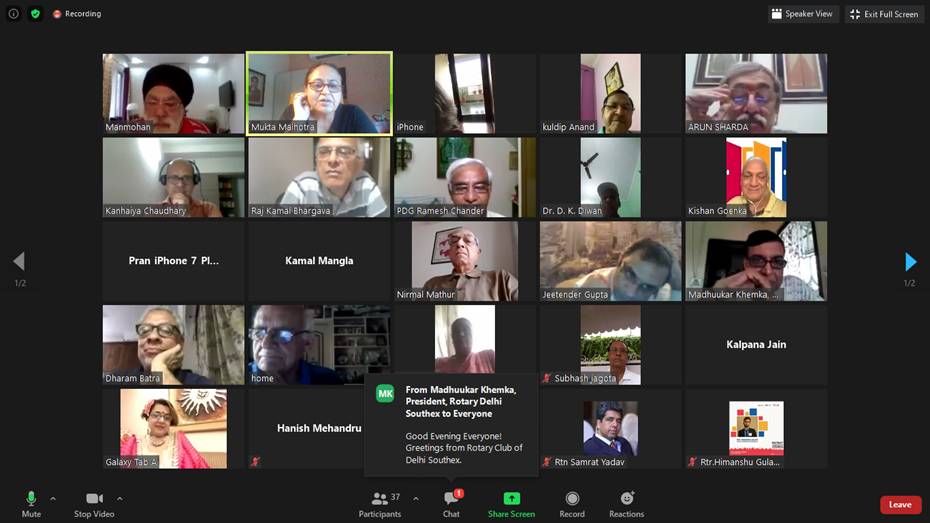 Recording
Speaker View
Exit Full Screen
Manmohan
Mukta Malhotra
iPhone
kuldip Anand
ARUN SHARDA
Kanhaiya Chaudhary
Raj Kamal Bhargava
PDG Ramesh Chander
Dr. D. K. Diwan
Kishan Goenka
Pran iPhone 7 Pl...
Kamal Mangla
Nirmal Mathur
Jeetender Gupta
Madhuukar Khemka, ...
1/2
1/2
Dharam Batra
home
Subhash jagota
Kalpana Jain
MK
From Madhuukar Khemka,
President, Rotary Delhi
Southex to Everyone
Good Evening Everyone!
Greetings from Rotary Club of
Delhi Southex.
Galaxy Tab A
Hanish Mehandru
Rtn Samrat Yadav
Rtr.Himanshu Gula...
Mute
Stop Video
37
Participants
1
Chat
Share Screen
Record
Reactions
Leave